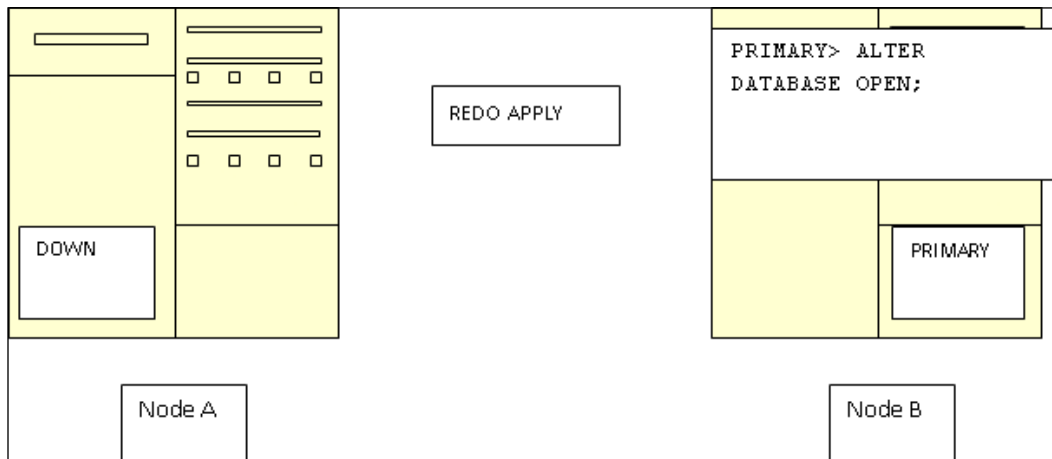 PRIMARY> ALTER
DATABASE OPEN;
REDO APPLY
DOWN
PRIMARY
Node A
Node B